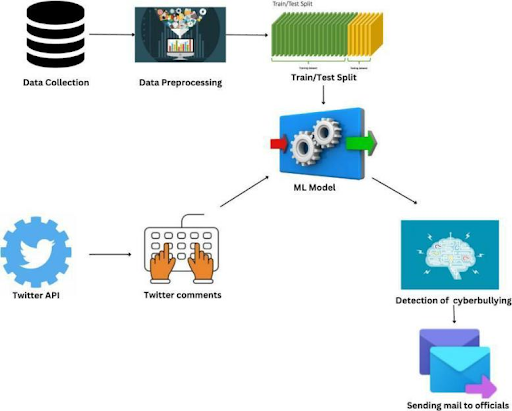 Train/Test Split
Data Collection
Data Preprocessing
Train/Test Split
ML Model
Twitter API
Twitter comments
Detection of cyberbullying
Sending mail to officials